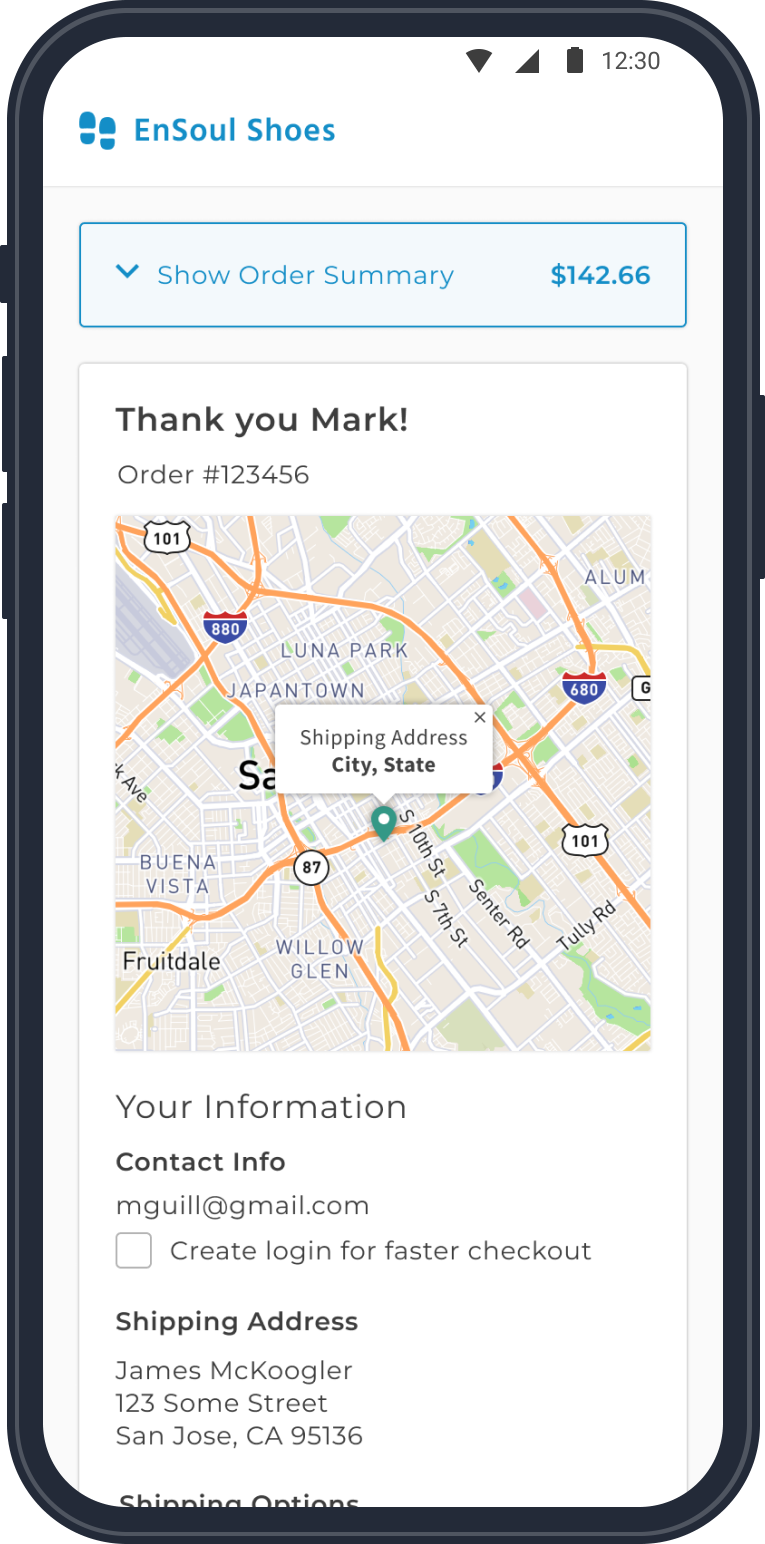 12:30
EnSoul Shoes
Show Order Summary $142.66
Thank you Mark!
Order #123456
101
ALUM
880
LUNA PARK
680
G
JAPANTOWN
×
Shipping Address
City, State
Sa
k Ave
S 10th St
101
BUENA
VISTA
87
S 7th St
Senter Rd
Tully Rd
WILLOW
GLEN
Fruitdale
Your Information
Contact Info
mguill@gmail.com
Create login for faster checkout
Shipping Address
James McKoogler
123 Some Street
San Jose, CA 95136
Shipping Options